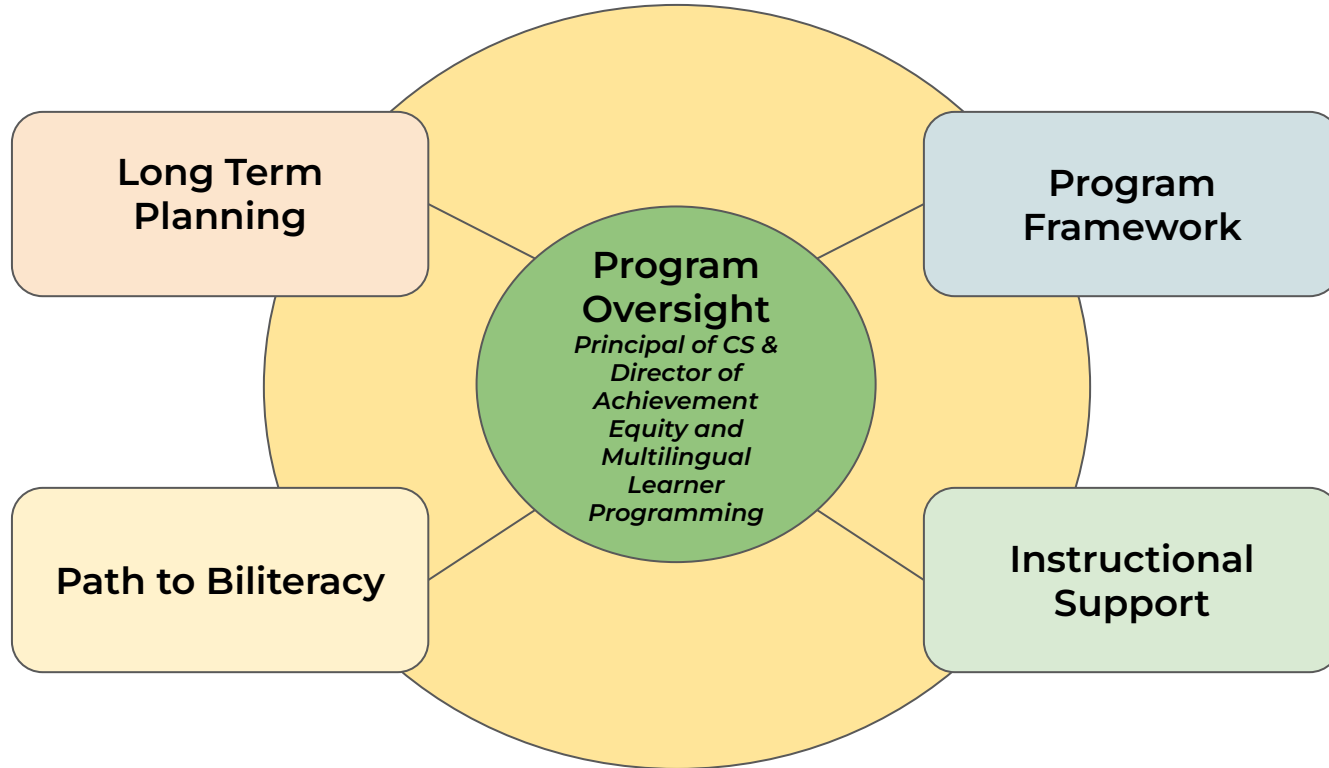 Long Term
Planning
Program
Framework
Program
Oversight
Principal of CS &
Director of
Achievement
Equity and
Multilingual
Learner
Programming
Path to Biliteracy
Instructional
Support